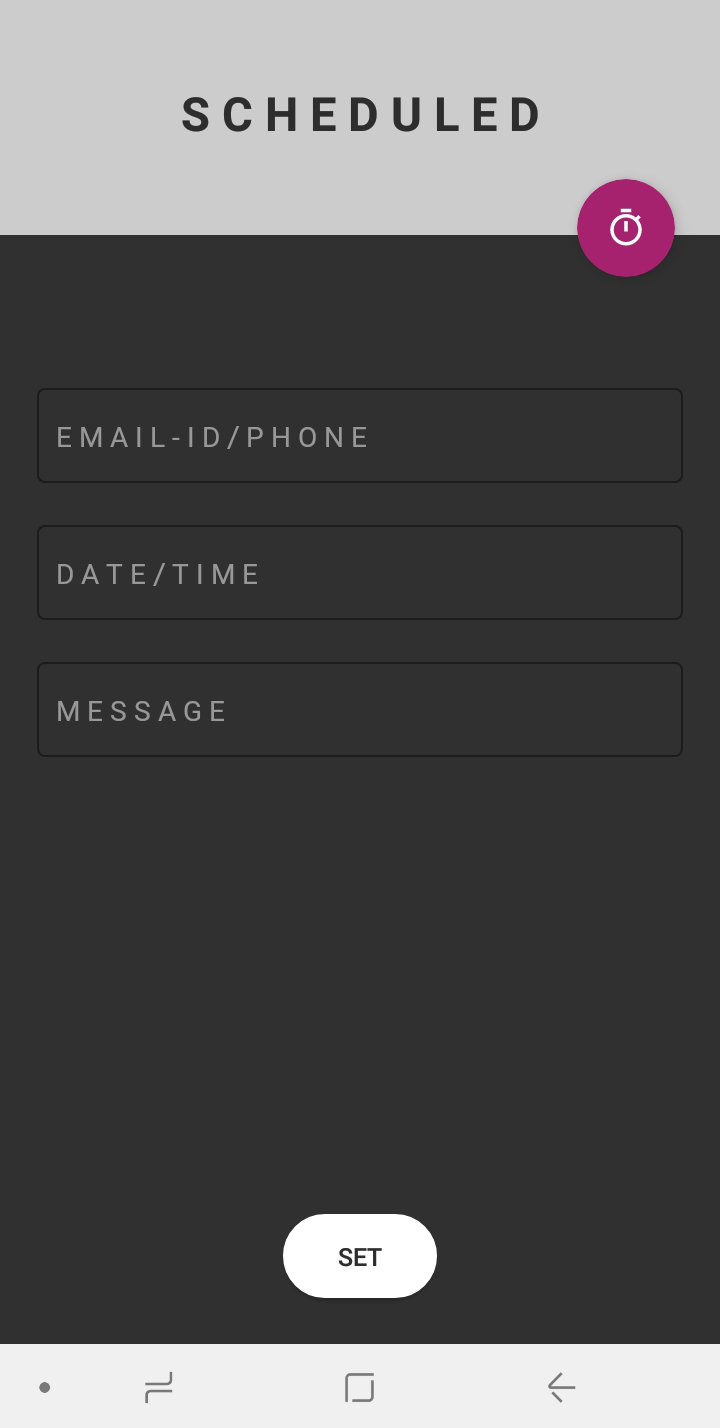 SCHEDULED
EMAIL-ID/PHONE
DATE/TIME
MESSAGE
SET